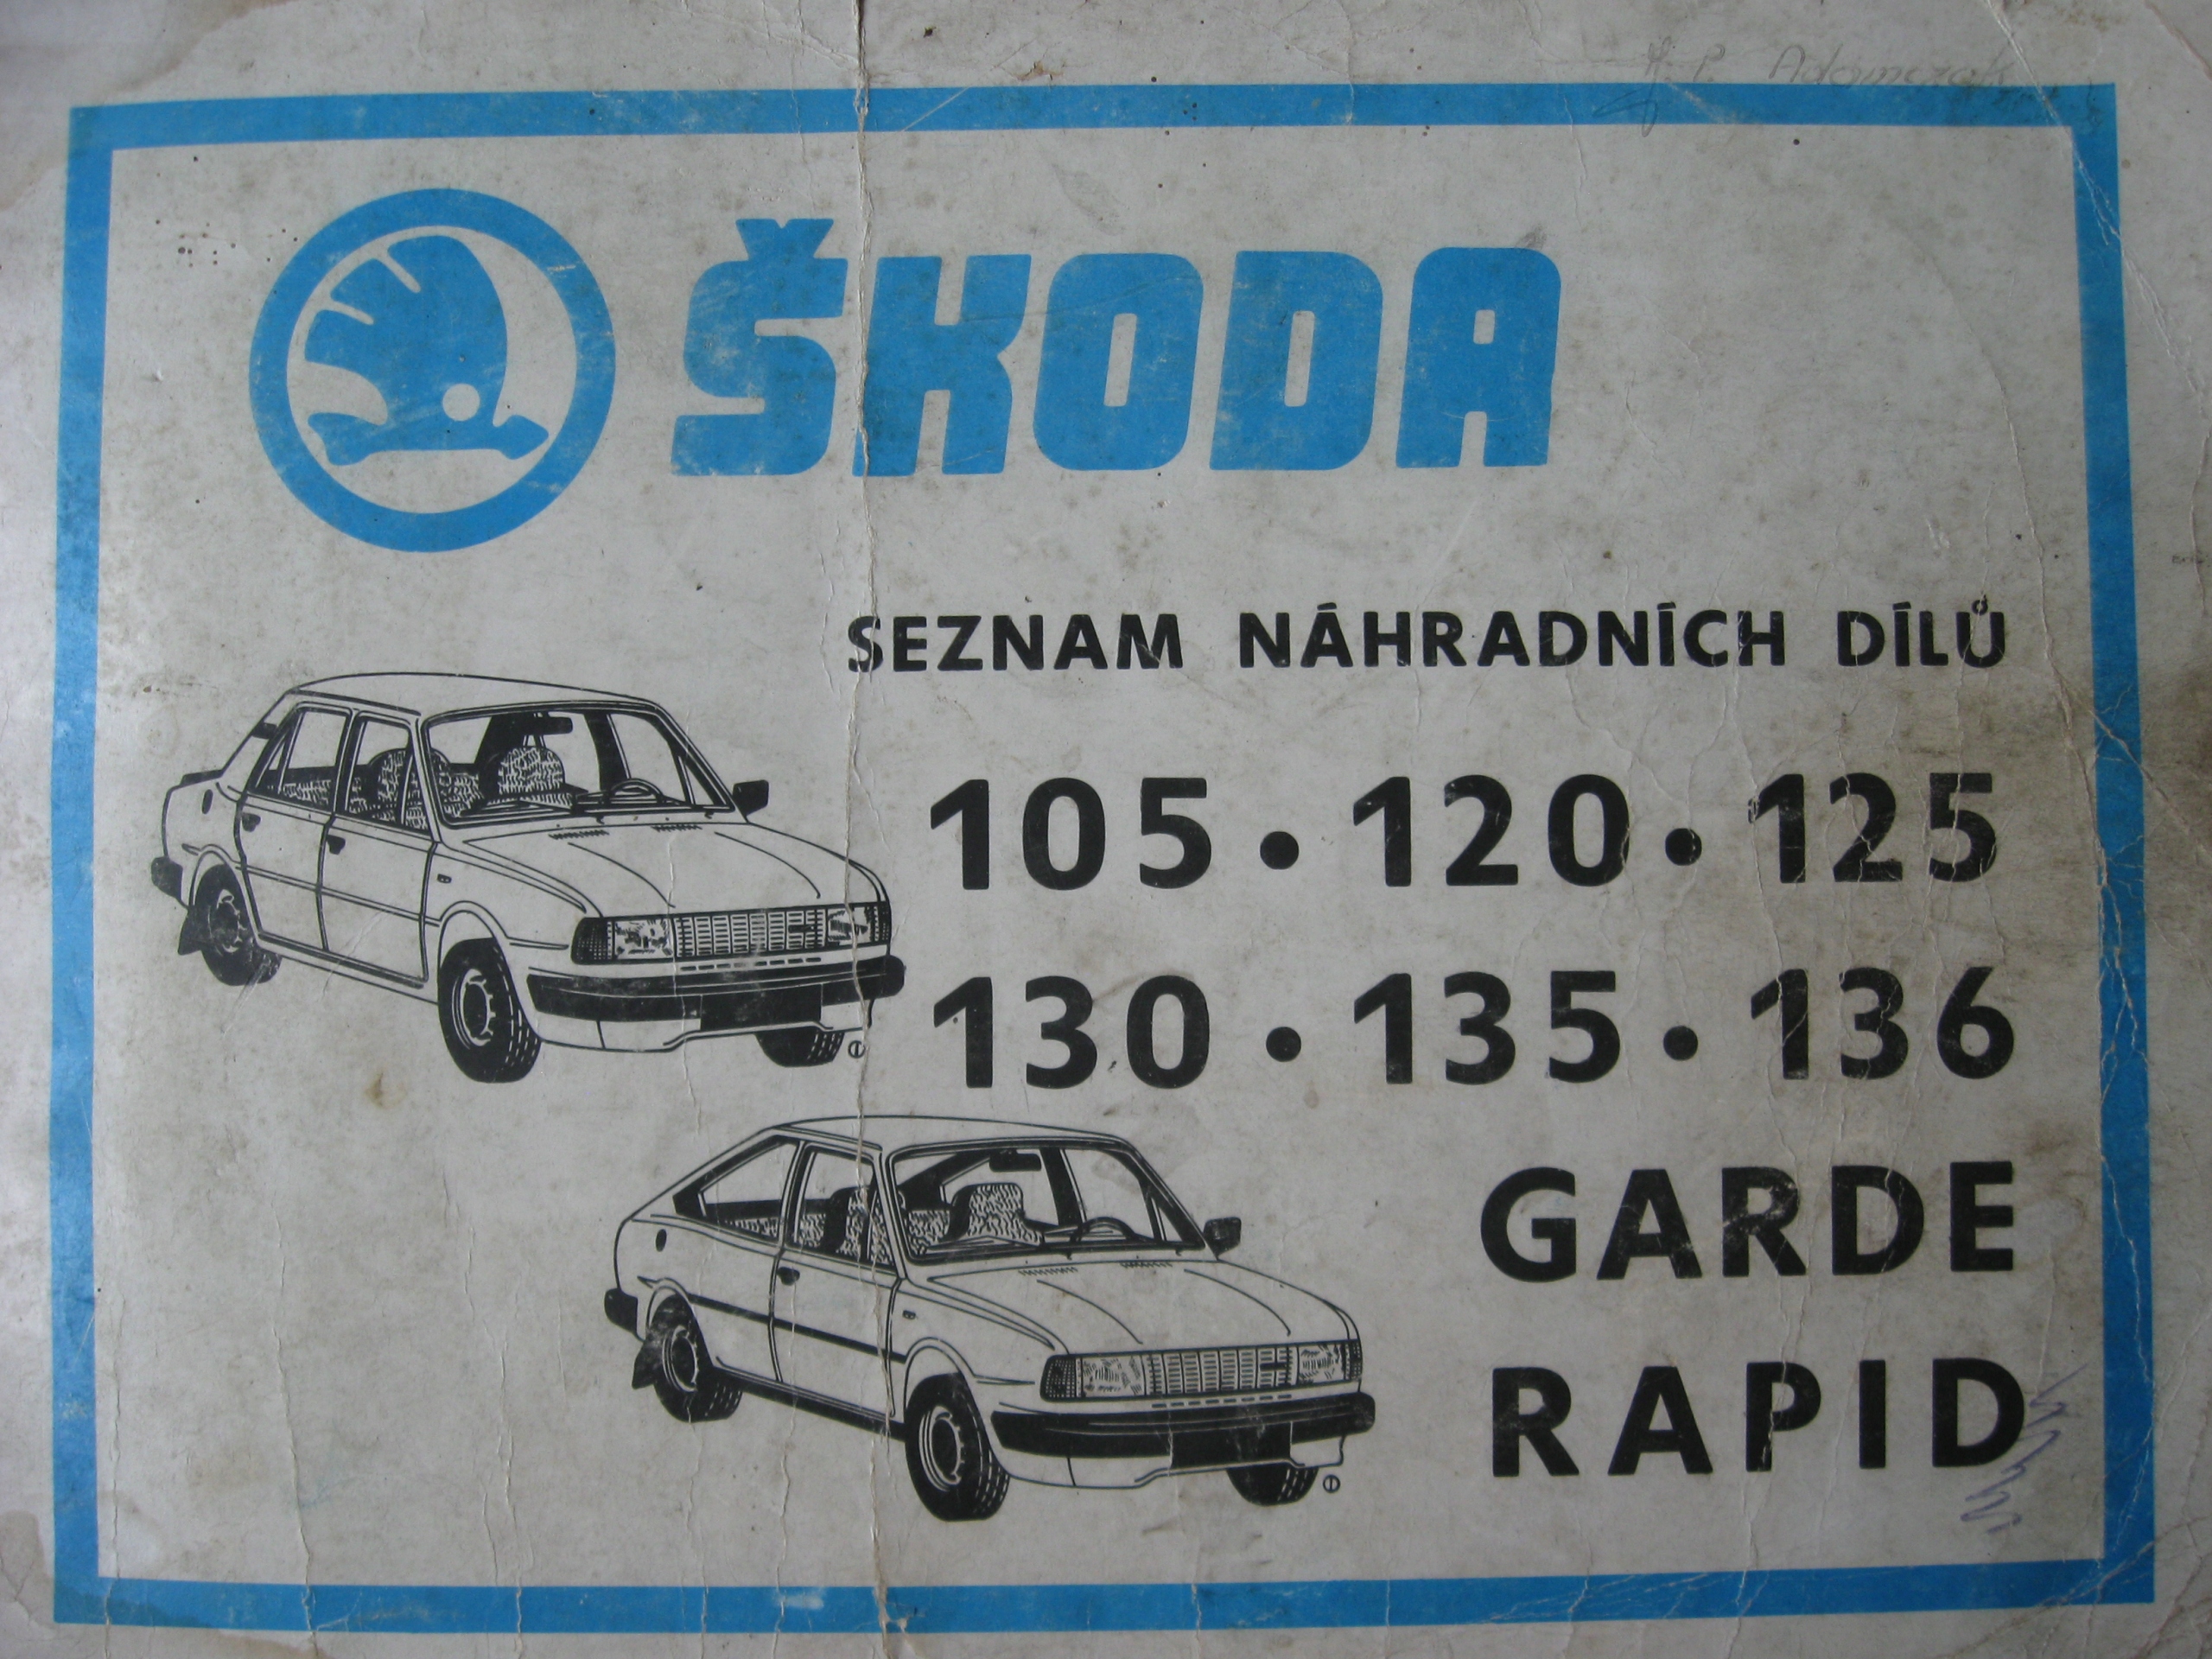 ŠKODA
SEZNAM NÁHRADNÍCH DÍLŮ
105 • 120 • 125
130 • 135 • 136
GARDE
RAPID